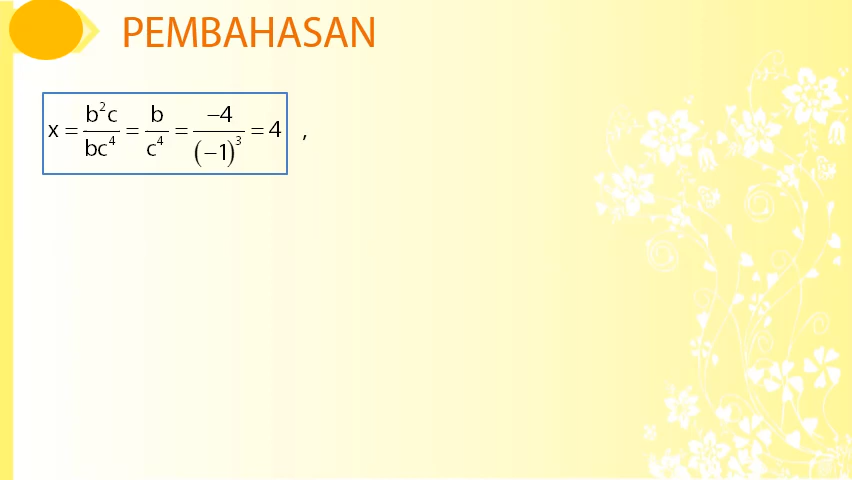 PEMBAHASAN
x = b²c/bc⁴ = b/c⁴ = −4/(−1)³ = 4 ,